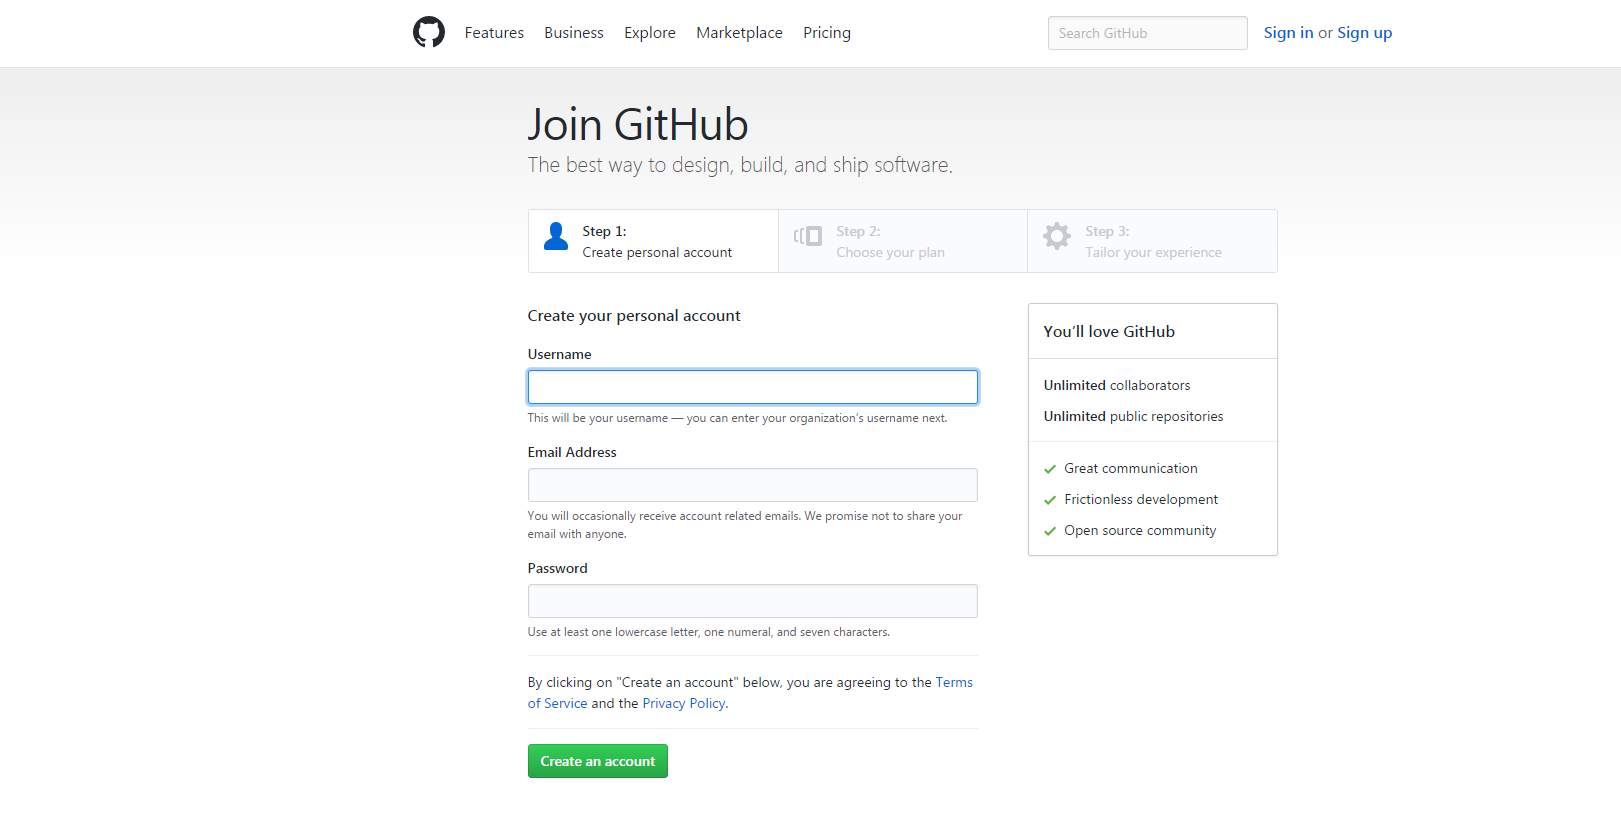 Features Business Explore Marketplace Pricing Search GitHub Sign in or Sign up
Join GitHub
The best way to design, build, and ship software.
Step 1:
Create personal account
Step 2:
Choose your plan
Step 3:
Tailor your experience
Create your personal account
Username
This will be your username — you can enter your organization’s username next.
Email Address
You will occasionally receive account related emails. We promise not to share your
email with anyone.
Password
Use at least one lowercase letter, one numeral, and seven characters.
By clicking on "Create an account" below, you are agreeing to the Terms
of Service and the Privacy Policy.
Create an account
You’ll love GitHub
Unlimited collaborators
Unlimited public repositories
Great communication
Frictionless development
Open source community